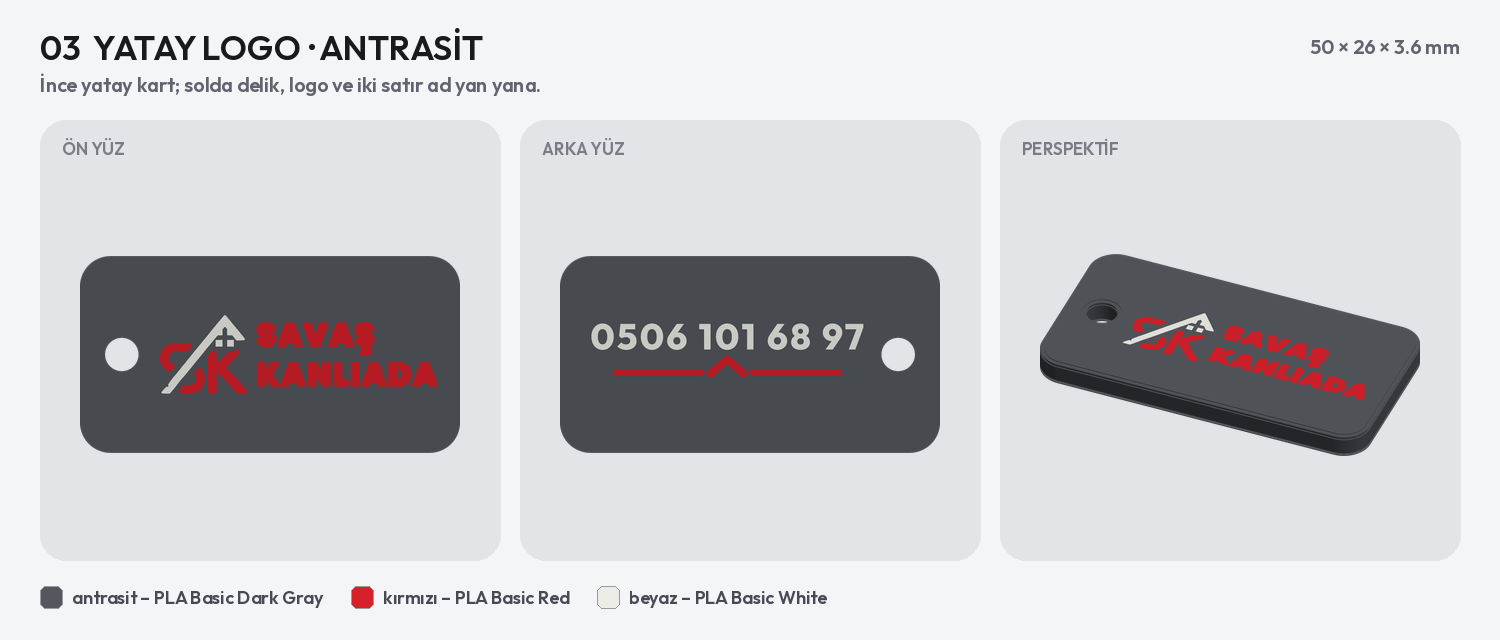 03 YATAY LOGO · ANTRASİT
50 × 26 × 3.6 mm
İnce yatay kart; solda delik, logo ve iki satır ad yan yana.
ÖN YÜZ
SK
SAVAŞ
KANLIADA
ARKA YÜZ
0506 101 68 97
PERSPEKTİF
SK
SAVAŞ
KANLIADA
antrasit – PLA Basic Dark Gray
kırmızı – PLA Basic Red
beyaz – PLA Basic White